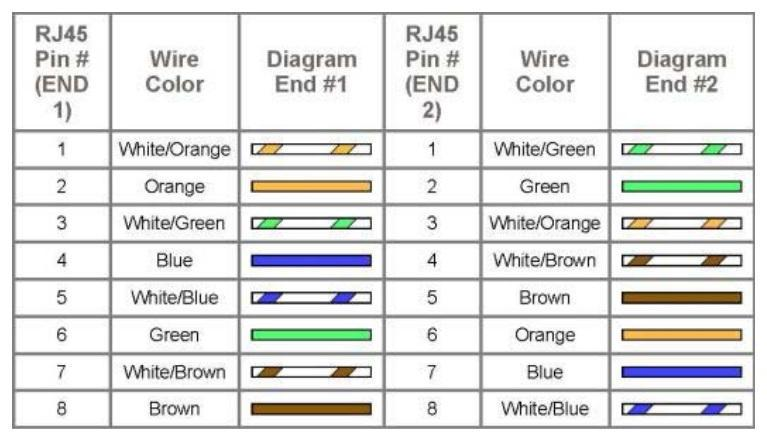 RJ45 Pin # (END 1) Wire Color Diagram End #1 RJ45 Pin # (END 2) Wire Color Diagram End #2
1 White/Orange 1 White/Green
2 Orange 2 Green
3 White/Green 3 White/Orange
4 Blue 4 White/Brown
5 White/Blue 5 Brown
6 Green 6 Orange
7 White/Brown 7 Blue
8 Brown 8 White/Blue